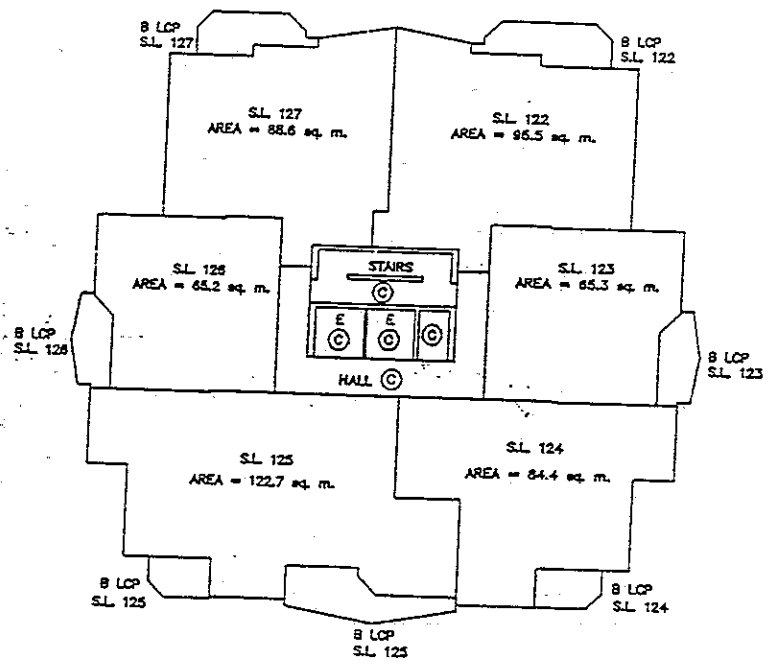 B LCP
S.L. 127
B LCP
S.L. 122
S.L. 127
AREA = 88.6 sq. m.
S.L. 122
AREA = 96.5 sq. m.
S.L. 126
AREA = 65.2 sq. m.
STAIRS
C
S.L. 123
AREA = 65.3 sq. m.
E
C
E
C
C
B LCP
S.L. 126
B LCP
S.L. 123
HALL C
S.L. 125
AREA = 122.7 sq. m.
S.L. 124
AREA = 84.4 sq. m.
B LCP
S.L. 125
B LCP
S.L. 124
B LCP
S.L. 125